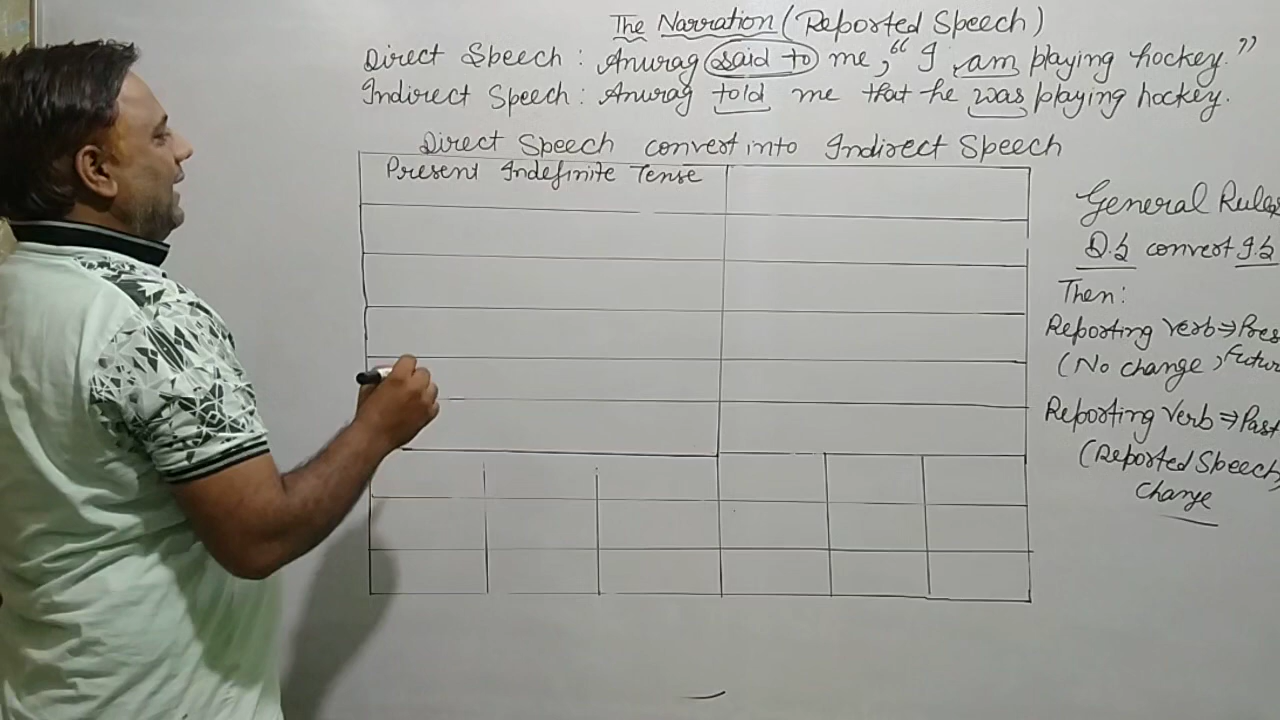 The Narration (Reported Speech)
Direct Speech : Anurag said to me, "I am playing hockey."
Indirect Speech : Anurag told me that he was playing hockey.
Direct Speech convert into Indirect Speech
Present Indefinite Tense
General Rules
D.S convert I.S
Then:
Reporting Verb ⇒ Pres
(No change, Futur
Reporting Verb ⇒ Past
(Reported Speech
Change